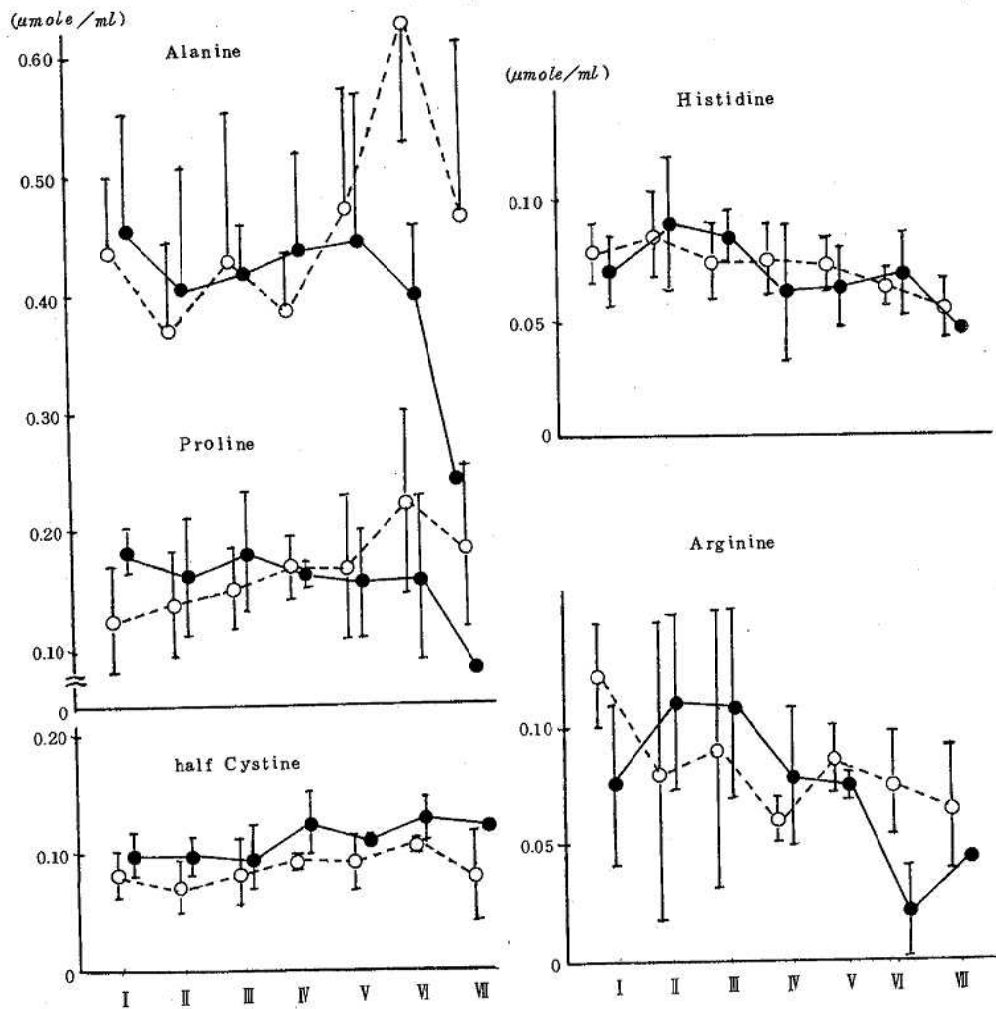 (μmole/ml)
Alanine
0.60
0.50
0.40
0.30
Proline
0.20
0.10
0
0.20
half Cystine
0.10
0
I II III IV V VI VII
(μmole/ml)
Histidine
0.10
0.05
0
Arginine
0.10
0.05
0
I II III IV V VI VII